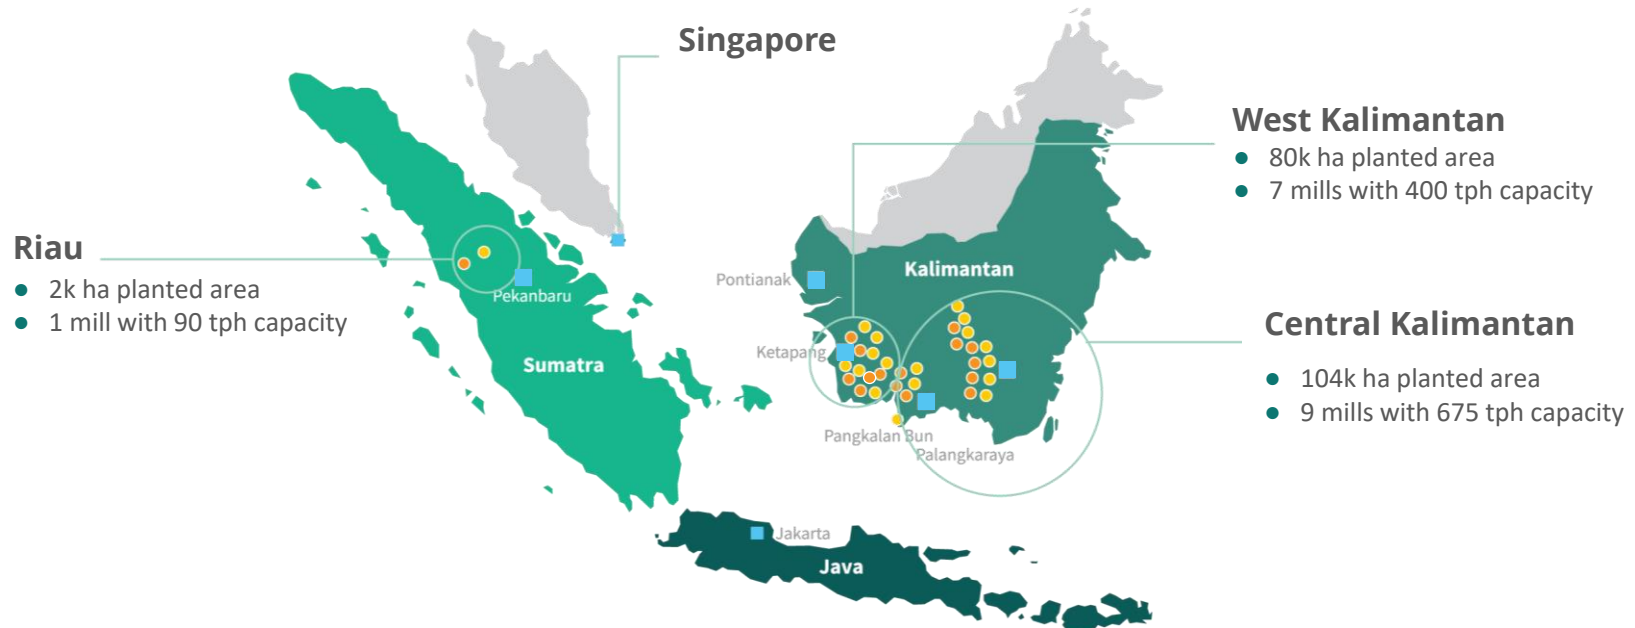 Singapore
West Kalimantan
● 80k ha planted area
● 7 mills with 400 tph capacity
Riau
● 2k ha planted area
● 1 mill with 90 tph capacity
Pekanbaru
Sumatra
Pontianak
Kalimantan
Ketapang
Central Kalimantan
● 104k ha planted area
● 9 mills with 675 tph capacity
Pangkalan Bun
Palangkaraya
Jakarta
Java